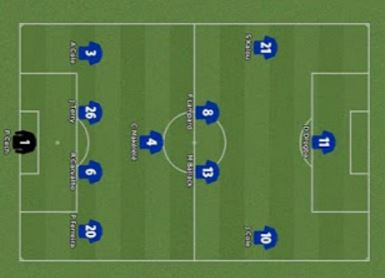 1
P. Cech
3
A. Cole
26
J. Terry
6
R. Carvalho
20
P. Ferreira
4
C. Makelele
8
F. Lampard
13
M. Ballack
21
S. Kalou
10
J. Cole
11
D. Drogba